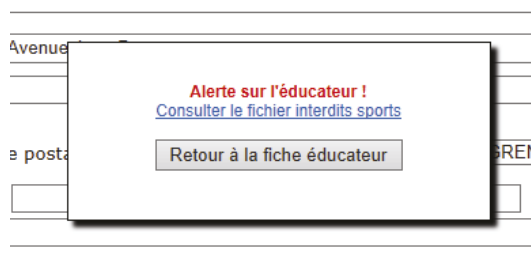 Avenue
Alerte sur l'éducateur !
Consulter le fichier interdits sports
e posta
Retour à la fiche éducateur
GREN